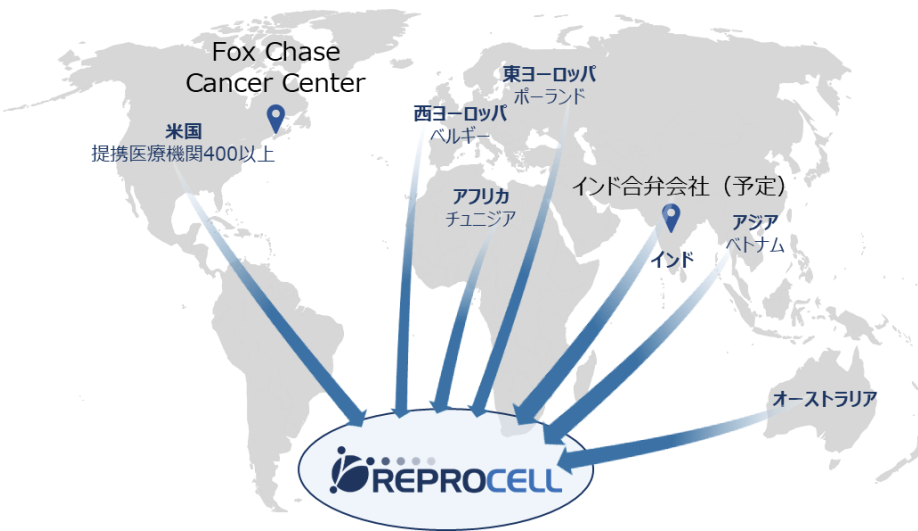 Fox Chase
Cancer Center
米国
提携医療機関400以上
西ヨーロッパ
ベルギー
東ヨーロッパ
ポーランド
アフリカ
チュニジア
インド合弁会社（予定）
インド
アジア
ベトナム
オーストラリア
REPROCELL